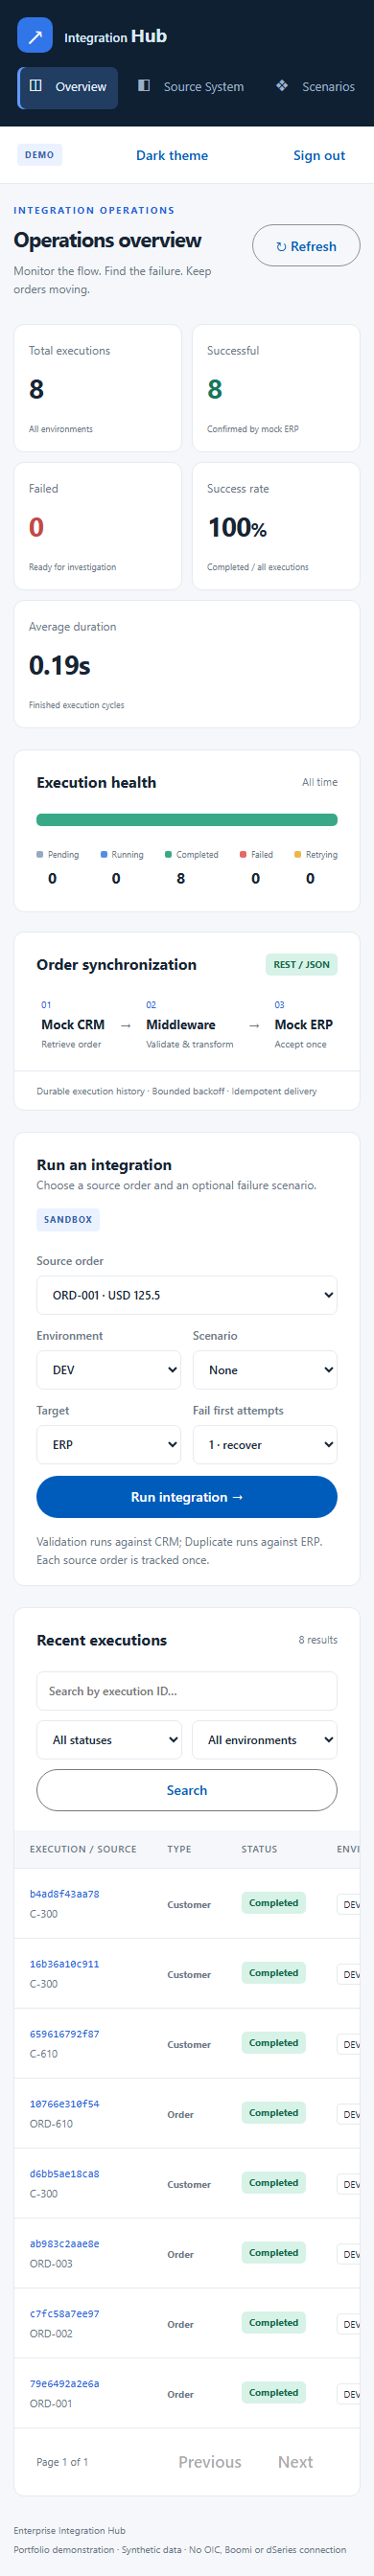 Integration Hub
Overview Source System Scenarios
DEMO Dark theme Sign out
INTEGRATION OPERATIONS
Operations overview
Monitor the flow. Find the failure. Keep
orders moving.
↻ Refresh
Total executions
8
All environments
Successful
8
Confirmed by mock ERP
Failed
0
Ready for investigation
Success rate
100%
Completed / all executions
Average duration
0.19s
Finished execution cycles
Execution health All time
Pending Running Completed Failed Retrying
0 0 8 0 0
Order synchronization REST / JSON
01 02 03
Mock CRM → Middleware → Mock ERP
Retrieve order Validate & transform Accept once
Durable execution history · Bounded backoff · Idempotent delivery
Run an integration
Choose a source order and an optional failure scenario.
SANDBOX
Source order
ORD-001 · USD 125.5
Environment Scenario
DEV None
Target Fail first attempts
ERP 1 · recover
Run integration →
Validation runs against CRM; Duplicate runs against ERP.
Each source order is tracked once.
Recent executions 8 results
Search by execution ID...
All statuses All environments
Search
EXECUTION / SOURCE TYPE STATUS ENVI
b4ad8f43aa78 Customer Completed DEV
C-300
16b36a10c911 Customer Completed DEV
C-300
659616792f87 Customer Completed DEV
C-610
10766e310f54 Order Completed DEV
ORD-610
d6bb5ae18ca8 Customer Completed DEV
C-300
ab983c2aae8e Order Completed DEV
ORD-003
c7fc58a7ee97 Order Completed DEV
ORD-002
79e6492a2e6a Order Completed DEV
ORD-001
Page 1 of 1 Previous Next
Enterprise Integration Hub
Portfolio demonstration · Synthetic data · No OIC, Boomi or dSeries connection